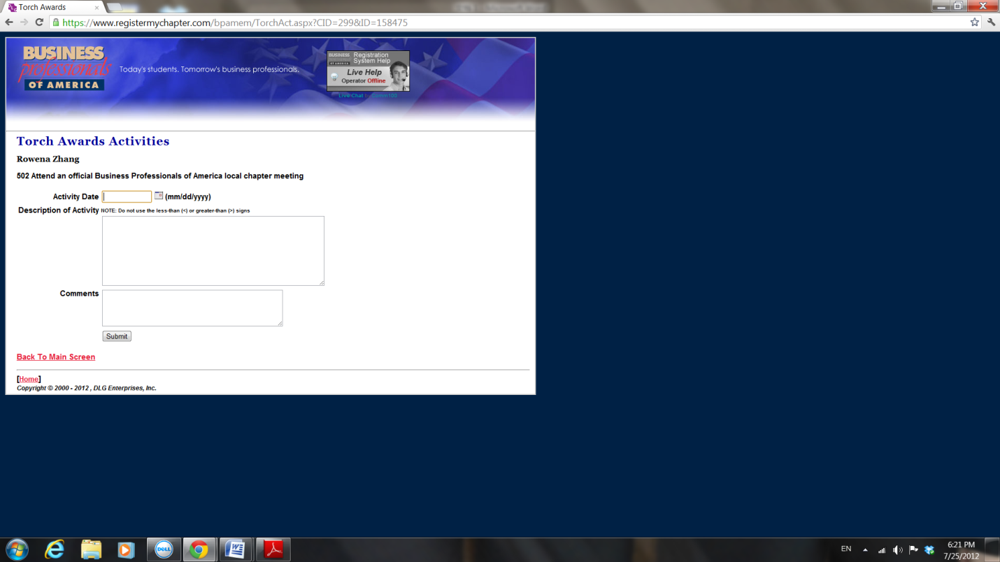 Torch Awards
https://www.registermychapter.com/bpamem/TorchAct.aspx?CID=299&ID=158475
BUSINESS
professionals
OF AMERICA
Today's students. Tomorrow's business professionals.
BUSINESS
OF AMERICA
Registration
System Help
Live Help
Operator Offline
Live Chat by Comm100
Torch Awards Activities
Rowena Zhang
502 Attend an official Business Professionals of America local chapter meeting
Activity Date (mm/dd/yyyy)
Description of Activity NOTE: Do not use the less-than (<) or greater-than (>) signs
Comments
Submit
Back To Main Screen
[Home]
Copyright © 2000 - 2012 , DLG Enterprises, Inc.
DELL
EN
6:21 PM
7/25/2012